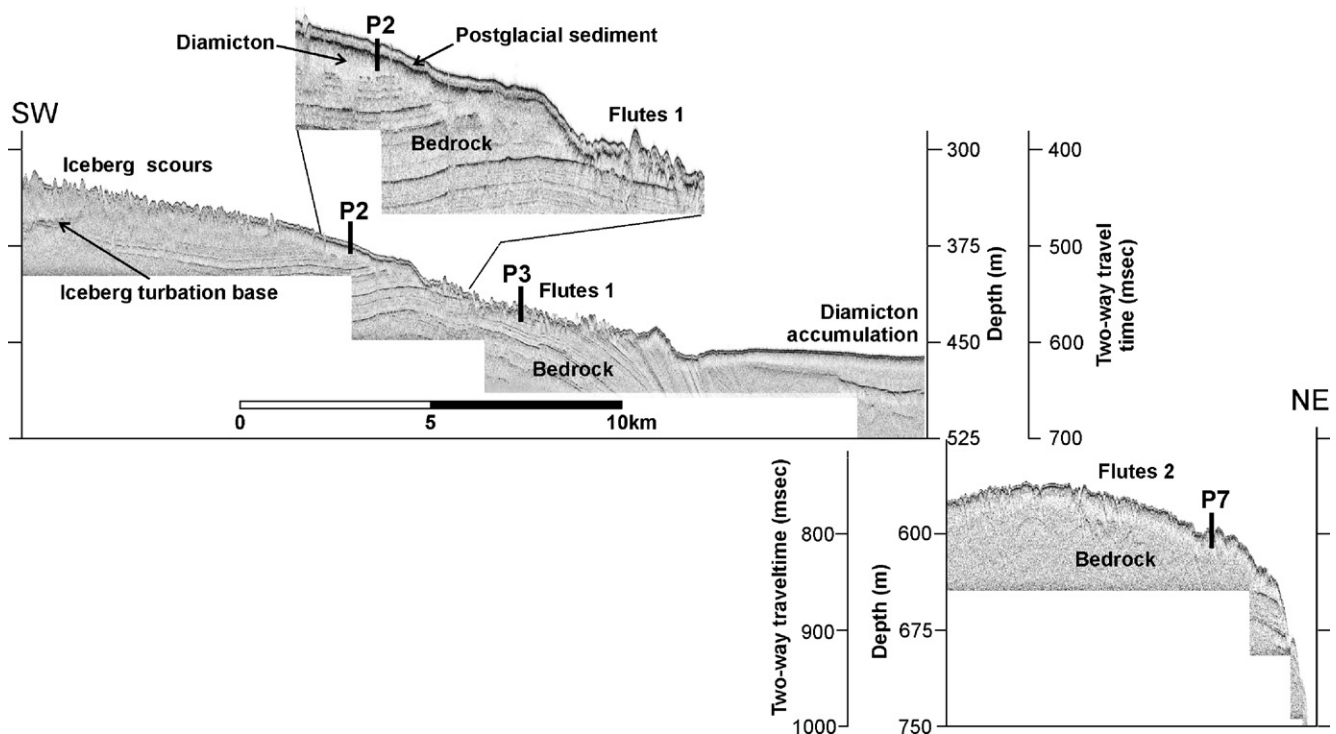 P2
Diamicton
Postglacial sediment
Flutes 1
Bedrock
SW
Iceberg scours
Iceberg turbation base
P2
P3
Flutes 1
Bedrock
Diamicton
accumulation
0
5
10km
300
375
450
525
Depth (m)
400
500
600
700
Two-way travel
time (msec)
NE
Flutes 2
P7
Bedrock
Two-way traveltime (msec)
800
900
1000
Depth (m)
600
675
750